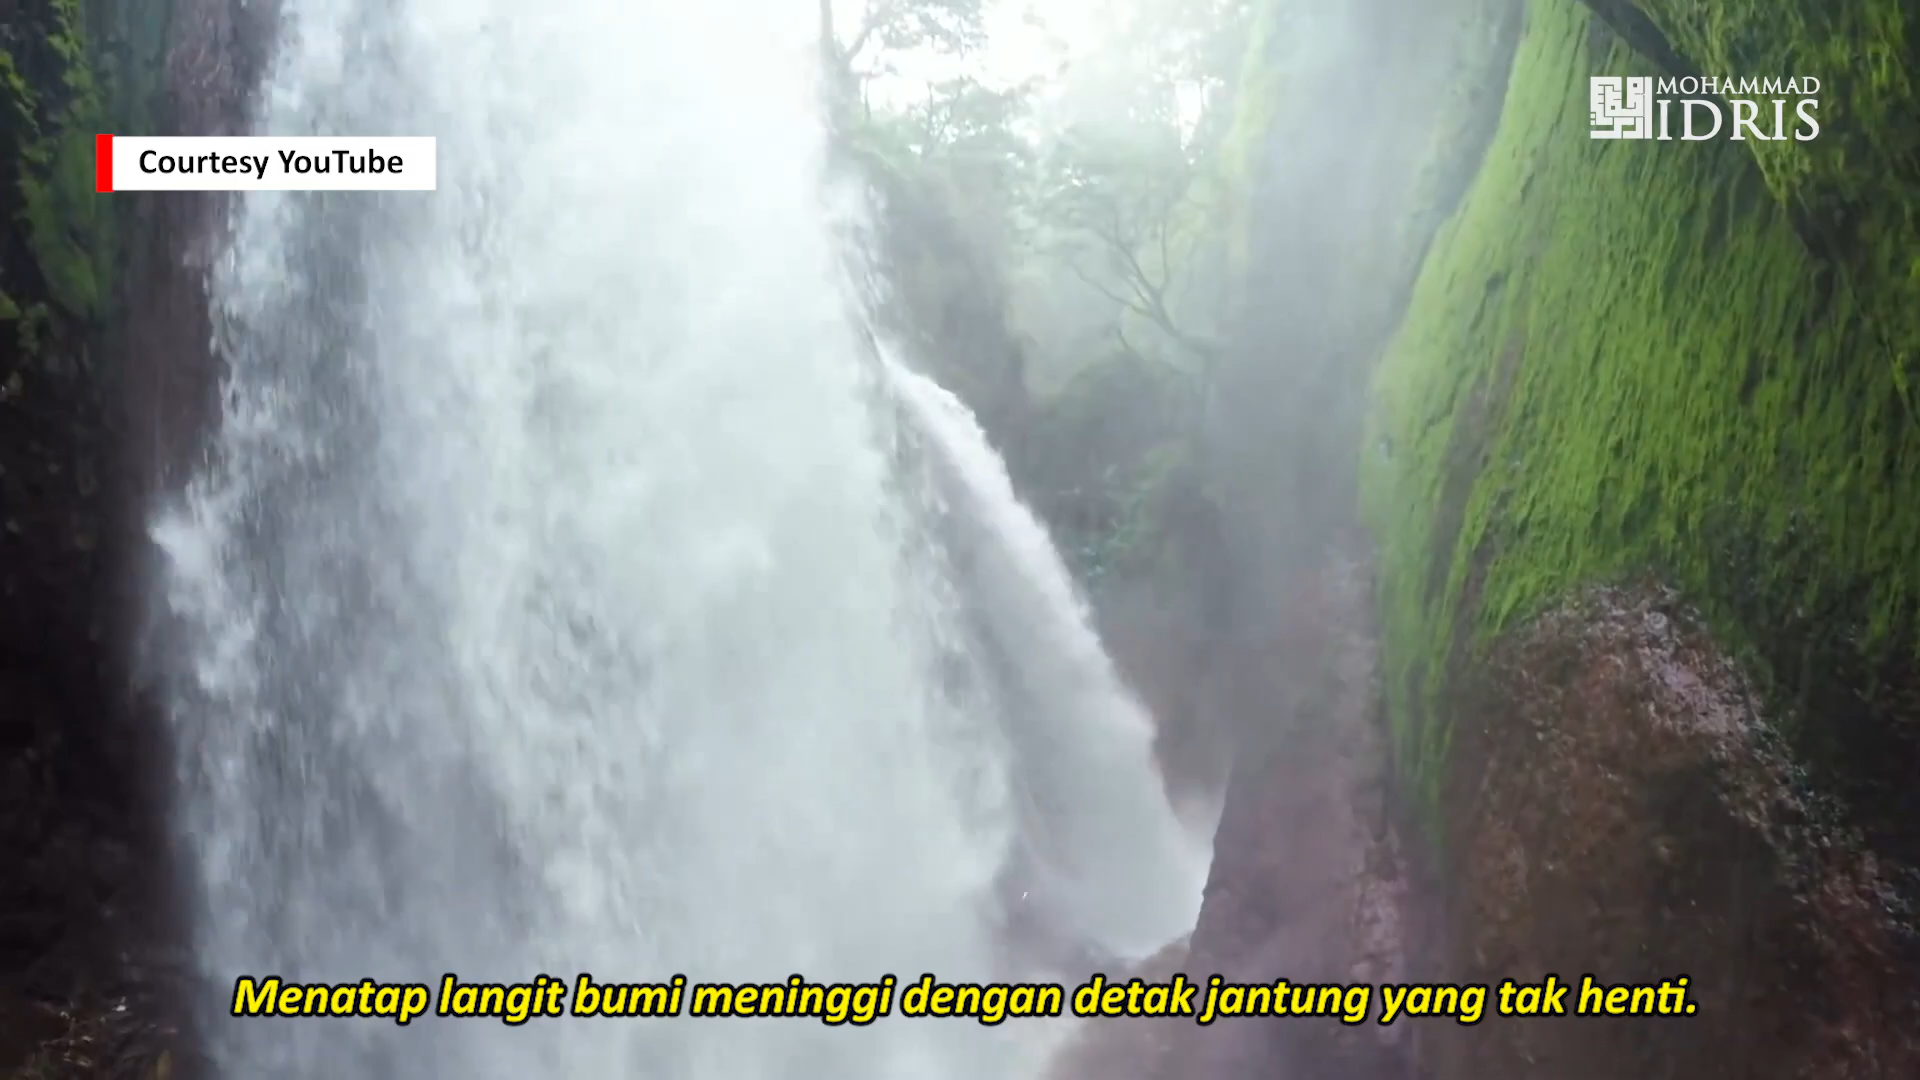 MOHAMMAD
IDRIS
Courtesy YouTube
Menatap langit bumi meninggi dengan detak jantung yang tak henti.